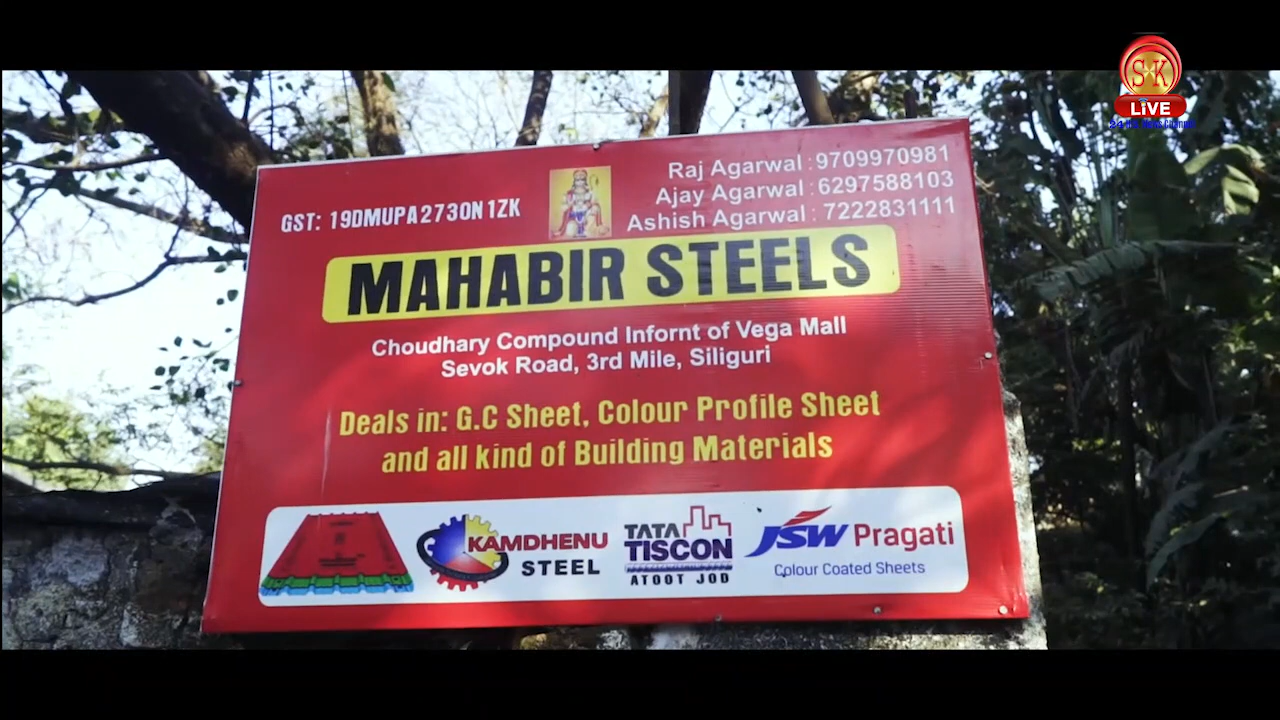 SK
LIVE
GST: 19DMUPA2730N1ZK
Raj Agarwal : 9709970981
Ajay Agarwal : 6297588103
Ashish Agarwal : 7222831111
MAHABIR STEELS
Choudhary Compound Infornt of Vega Mall
Sevok Road, 3rd Mile, Siliguri
Deals in: G.C Sheet, Colour Profile Sheet
and all kind of Building Materials
KAMDHENU
STEEL
TATA
TISCON
ATOOT JOD
JSW Pragati
Colour Coated Sheets